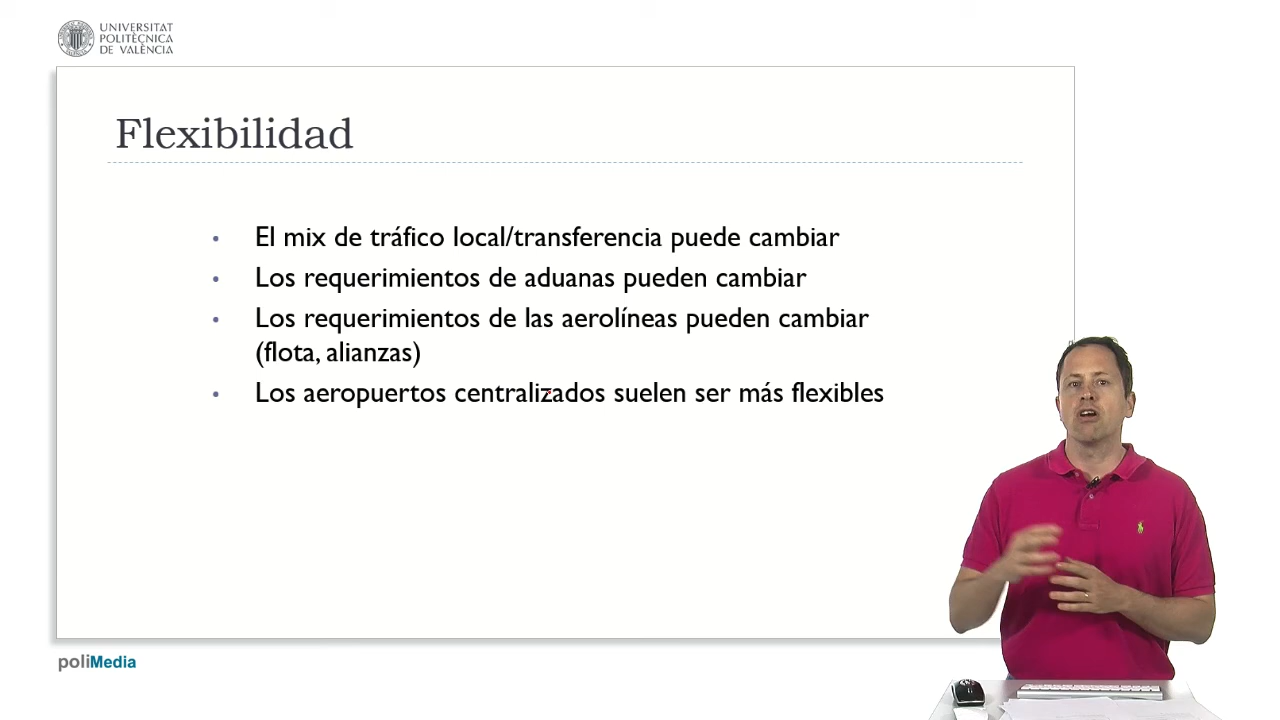 UNIVERSITAT
POLITÈCNICA
DE VALÈNCIA
Flexibilidad
• El mix de tráfico local/transferencia puede cambiar
• Los requerimientos de aduanas pueden cambiar
• Los requerimientos de las aerolíneas pueden cambiar
(flota, alianzas)
• Los aeropuertos centralizados suelen ser más flexibles
poliMedia